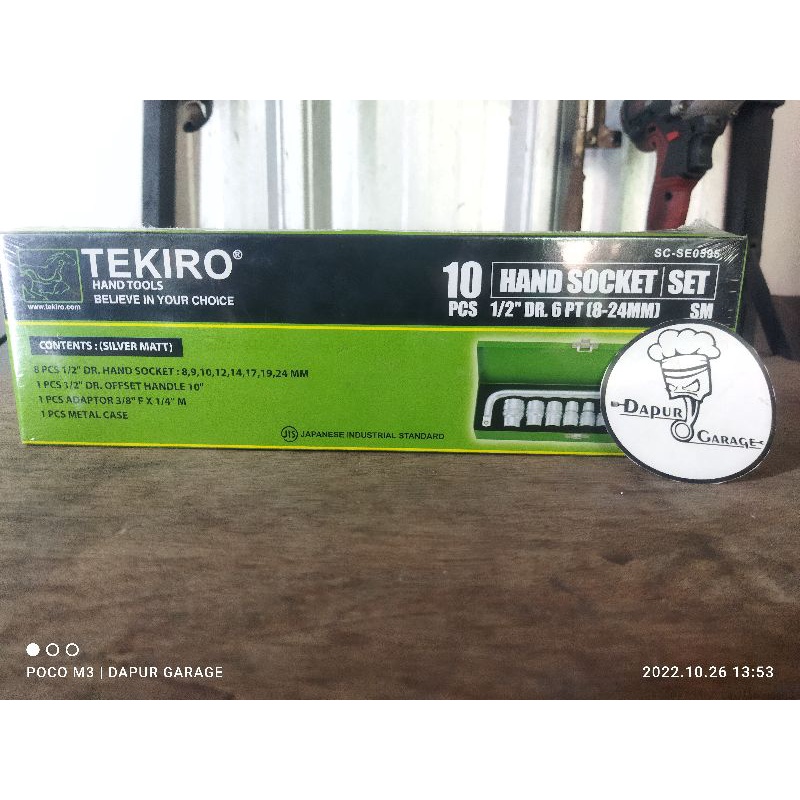 TEKIRO®
HAND TOOLS
BELIEVE IN YOUR CHOICE
www.tekiro.com
SC-SE0595
10 PCS
HAND SOCKET SET
1/2" DR. 6 PT (8-24MM) SM
CONTENTS : (SILVER MATT)
8 PCS 1/2" DR. HAND SOCKET : 8,9,10,12,14,17,19,24 MM
1 PCS 1/2" DR. OFFSET HANDLE 10"
1 PCS ADAPTOR 3/8" F X 1/4" M
1 PCS METAL CASE
JIS JAPANESE INDUSTRIAL STANDARD
DAPUR
GARAGE
POCO M3 | DAPUR GARAGE
2022.10.26 13:53